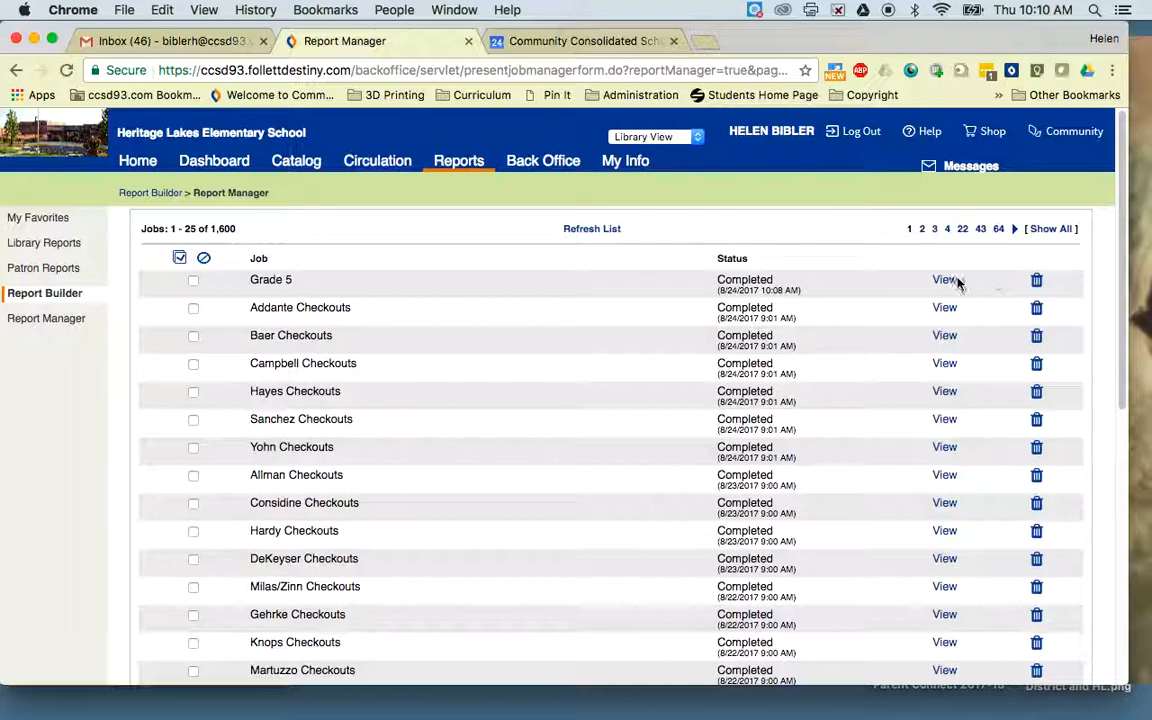 Chrome File Edit View History Bookmarks People Window Help Thu 10:10 AM
Inbox (46) - biblerh@ccsd93. Report Manager 24 Community Consolidated Sch Helen
Secure https://ccsd93.follettdestiny.com/backoffice/servlet/presentjobmanagerform.do?reportManager=true&pag... NEW ABP 1
Apps ccsd93.com Bookm... Welcome to Comm... 3D Printing Curriculum Pin It Administration Students Home Page Copyright » Other Bookmarks
Heritage Lakes Elementary School Library View HELEN BIBLER Log Out Help Shop Community
Home Dashboard Catalog Circulation Reports Back Office My Info Messages
Report Builder > Report Manager
My Favorites
Library Reports
Patron Reports
Report Builder
Report Manager
Jobs: 1 - 25 of 1,600 Refresh List 1 2 3 4 22 43 64 [ Show All ]
Job Status
Grade 5 Completed View
(8/24/2017 10:08 AM)
Addante Checkouts Completed View
(8/24/2017 9:01 AM)
Baer Checkouts Completed View
(8/24/2017 9:01 AM)
Campbell Checkouts Completed View
(8/24/2017 9:01 AM)
Hayes Checkouts Completed View
(8/24/2017 9:01 AM)
Sanchez Checkouts Completed View
(8/24/2017 9:01 AM)
Yohn Checkouts Completed View
(8/24/2017 9:01 AM)
Allman Checkouts Completed View
(8/23/2017 9:00 AM)
Considine Checkouts Completed View
(8/23/2017 9:00 AM)
Hardy Checkouts Completed View
(8/23/2017 9:00 AM)
DeKeyser Checkouts Completed View
(8/23/2017 9:00 AM)
Milas/Zinn Checkouts Completed View
(8/22/2017 9:00 AM)
Gehrke Checkouts Completed View
(8/22/2017 9:00 AM)
Knops Checkouts Completed View
(8/22/2017 9:00 AM)
Martuzzo Checkouts Completed View
(8/22/2017 9:00 AM)
Parent Connect 2017-18 District and HL.png